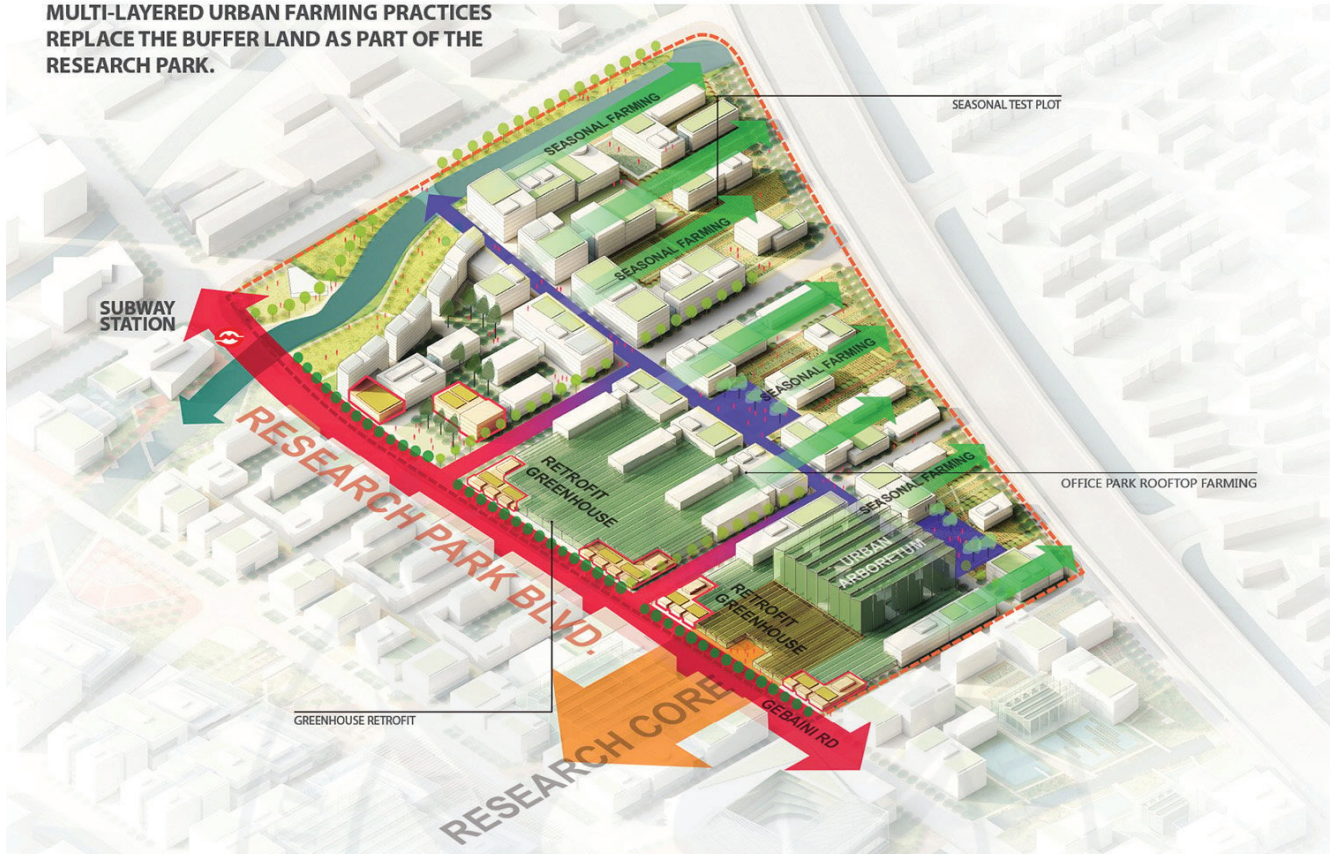 MULTI-LAYERED URBAN FARMING PRACTICES
REPLACE THE BUFFER LAND AS PART OF THE
RESEARCH PARK.
SEASONAL FARMING
SEASONAL TEST PLOT
SEASONAL FARMING
SUBWAY
STATION
SEASONAL FARMING
RESEARCH PARK BLVD.
RETROFIT
GREENHOUSE
SEASONAL FARMING
OFFICE PARK ROOFTOP FARMING
URBAN
ARBORETUM
RETROFIT
GREENHOUSE
GREENHOUSE RETROFIT
RESEARCH CORE
GEBAINI RD